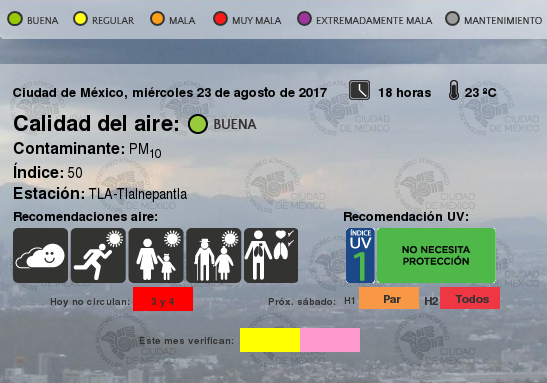 BUENA REGULAR MALA MUY MALA EXTREMADAMENTE MALA MANTENIMIENTO
Ciudad de México, miércoles 23 de agosto de 2017 18 horas 23 ºC
Calidad del aire: BUENA
Contaminante: PM10
Índice: 50
Estación: TLA-Tlalnepantla
Recomendaciones aire: Recomendación UV:
ÍNDICE UV 1
NO NECESITA
PROTECCIÓN
Hoy no circulan: 3 y 4 Próx. sábado: H1 Par H2 Todos
Este mes verifican:
CIUDAD
DE MÉXICO